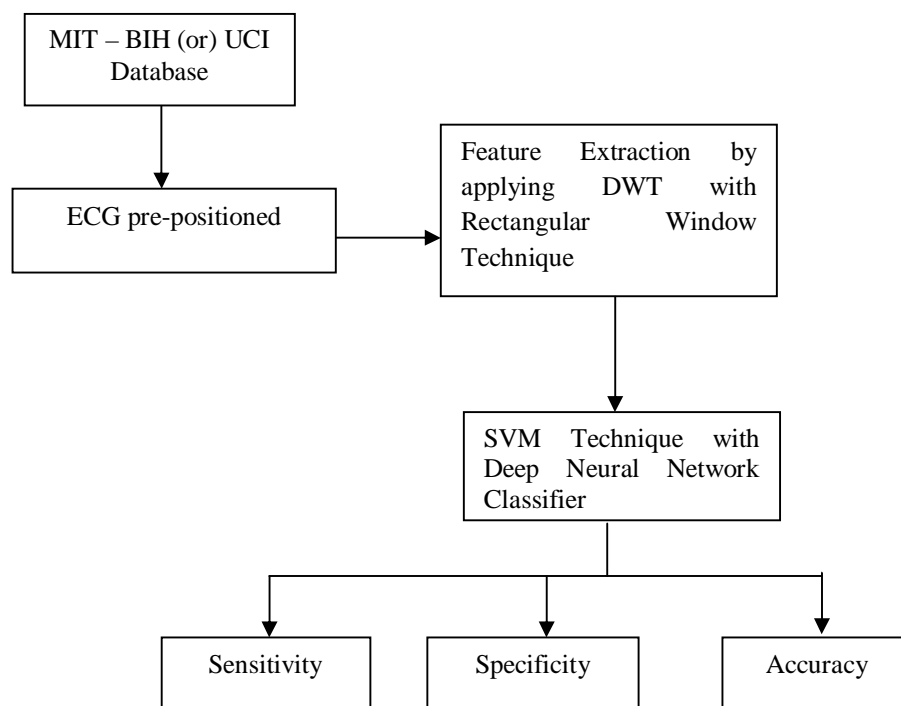 MIT – BIH (or) UCI
Database
ECG pre-positioned
Feature Extraction by
applying DWT with
Rectangular Window
Technique
SVM Technique with
Deep Neural Network
Classifier
Sensitivity
Specificity
Accuracy